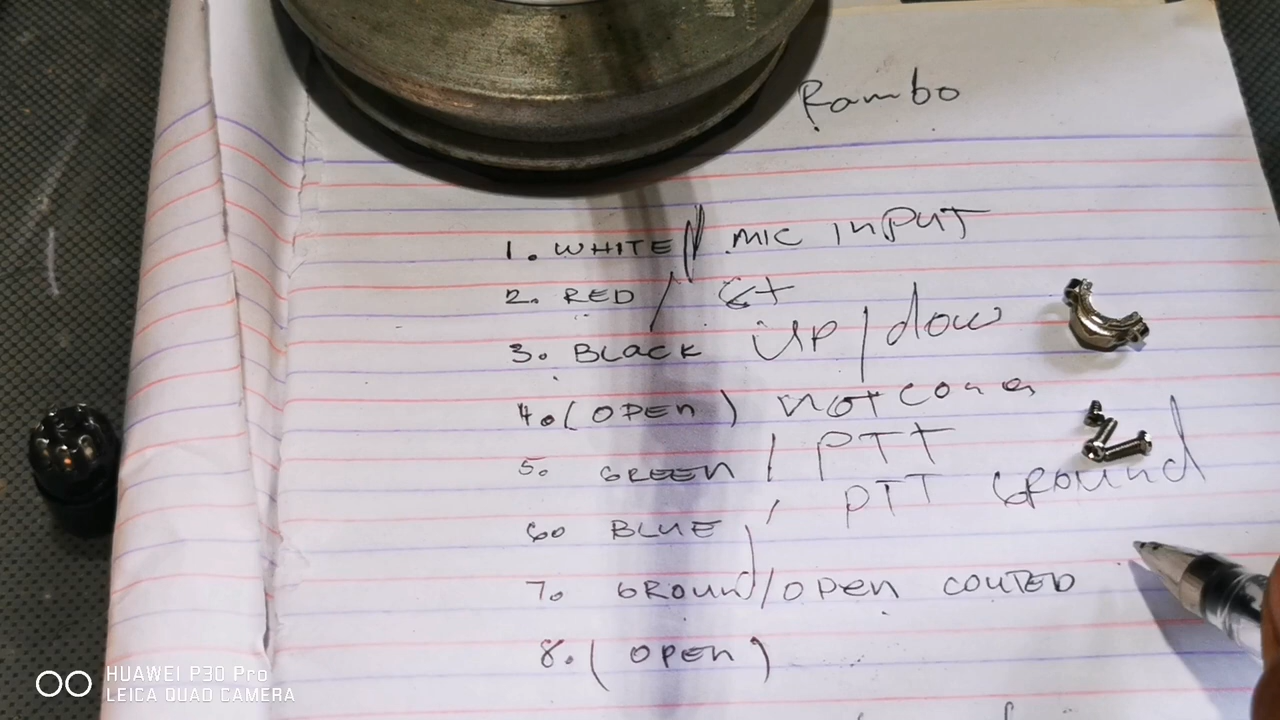 Rambo
1. WHITE / MIC INPUT
2. RED /
3. BLACK UP / dow
4. (OPEN) not conn
5. GREEN / PTT
6. BLUE / PTT GROUND
7. GROUND/OPEN COUTED
8. (OPEN)
HUAWEI P30 Pro
LEICA QUAD CAMERA